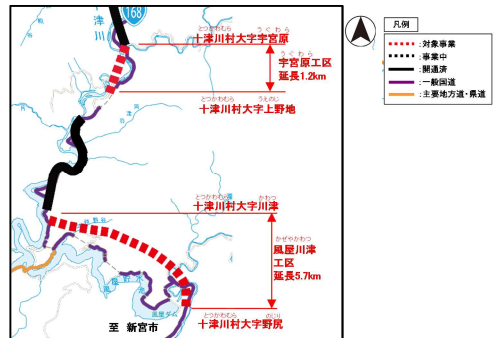 168
十津川
とつかわむら うぐわら
十津川村大字宇宮原
うぐわら
宇宮原工区
延長1.2km
とつかわむら うえのじ
十津川村大字上野地
とつかわむら かわつ
十津川村大字川津
かぜやかわつ
風屋川津
工区
延長5.7km
風屋ダム
とつかわむら のじり
十津川村大字野尻
至 新宮市
凡例
:対象事業
:事業中
:開通済
:一般国道
:主要地方道・県道